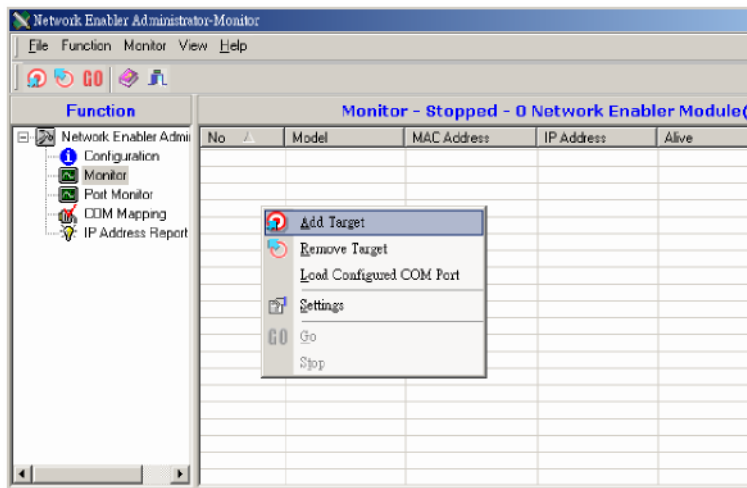 Network Enabler Administrator-Monitor
File Function Monitor View Help
GO
Function
Monitor - Stopped - 0 Network Enabler Module(
Network Enabler Admi
Configuration
Monitor
Port Monitor
COM Mapping
IP Address Report
No Model MAC Address IP Address Alive
Add Target
Remove Target
Load Configured COM Port
Settings
GO Go
Stop